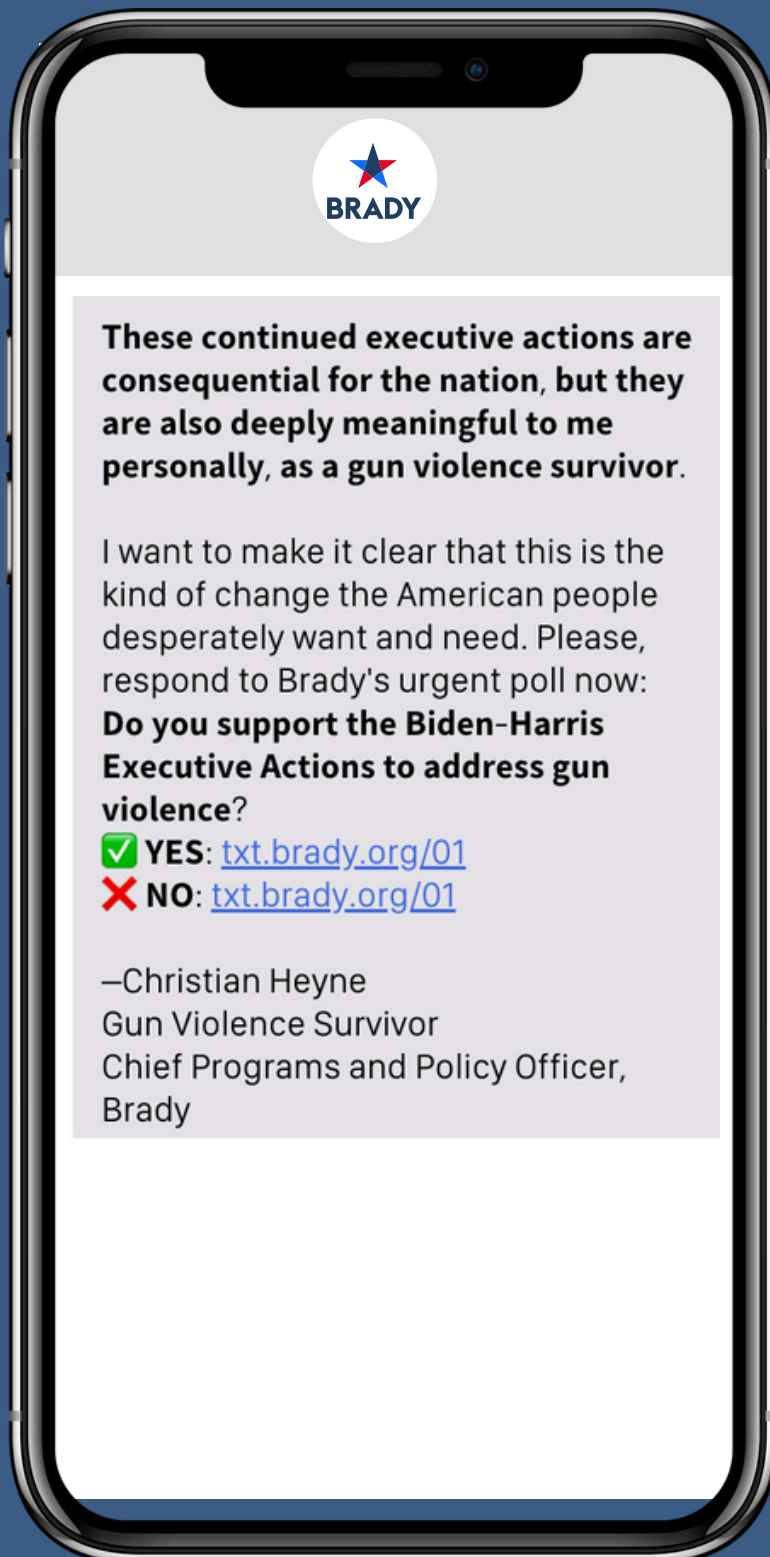 BRADY
These continued executive actions are
consequential for the nation, but they
are also deeply meaningful to me
personally, as a gun violence survivor.
I want to make it clear that this is the
kind of change the American people
desperately want and need. Please,
respond to Brady's urgent poll now:
Do you support the Biden-Harris
Executive Actions to address gun
violence?
✅ YES: txt.brady.org/01
❌ NO: txt.brady.org/01
—Christian Heyne
Gun Violence Survivor
Chief Programs and Policy Officer,
Brady